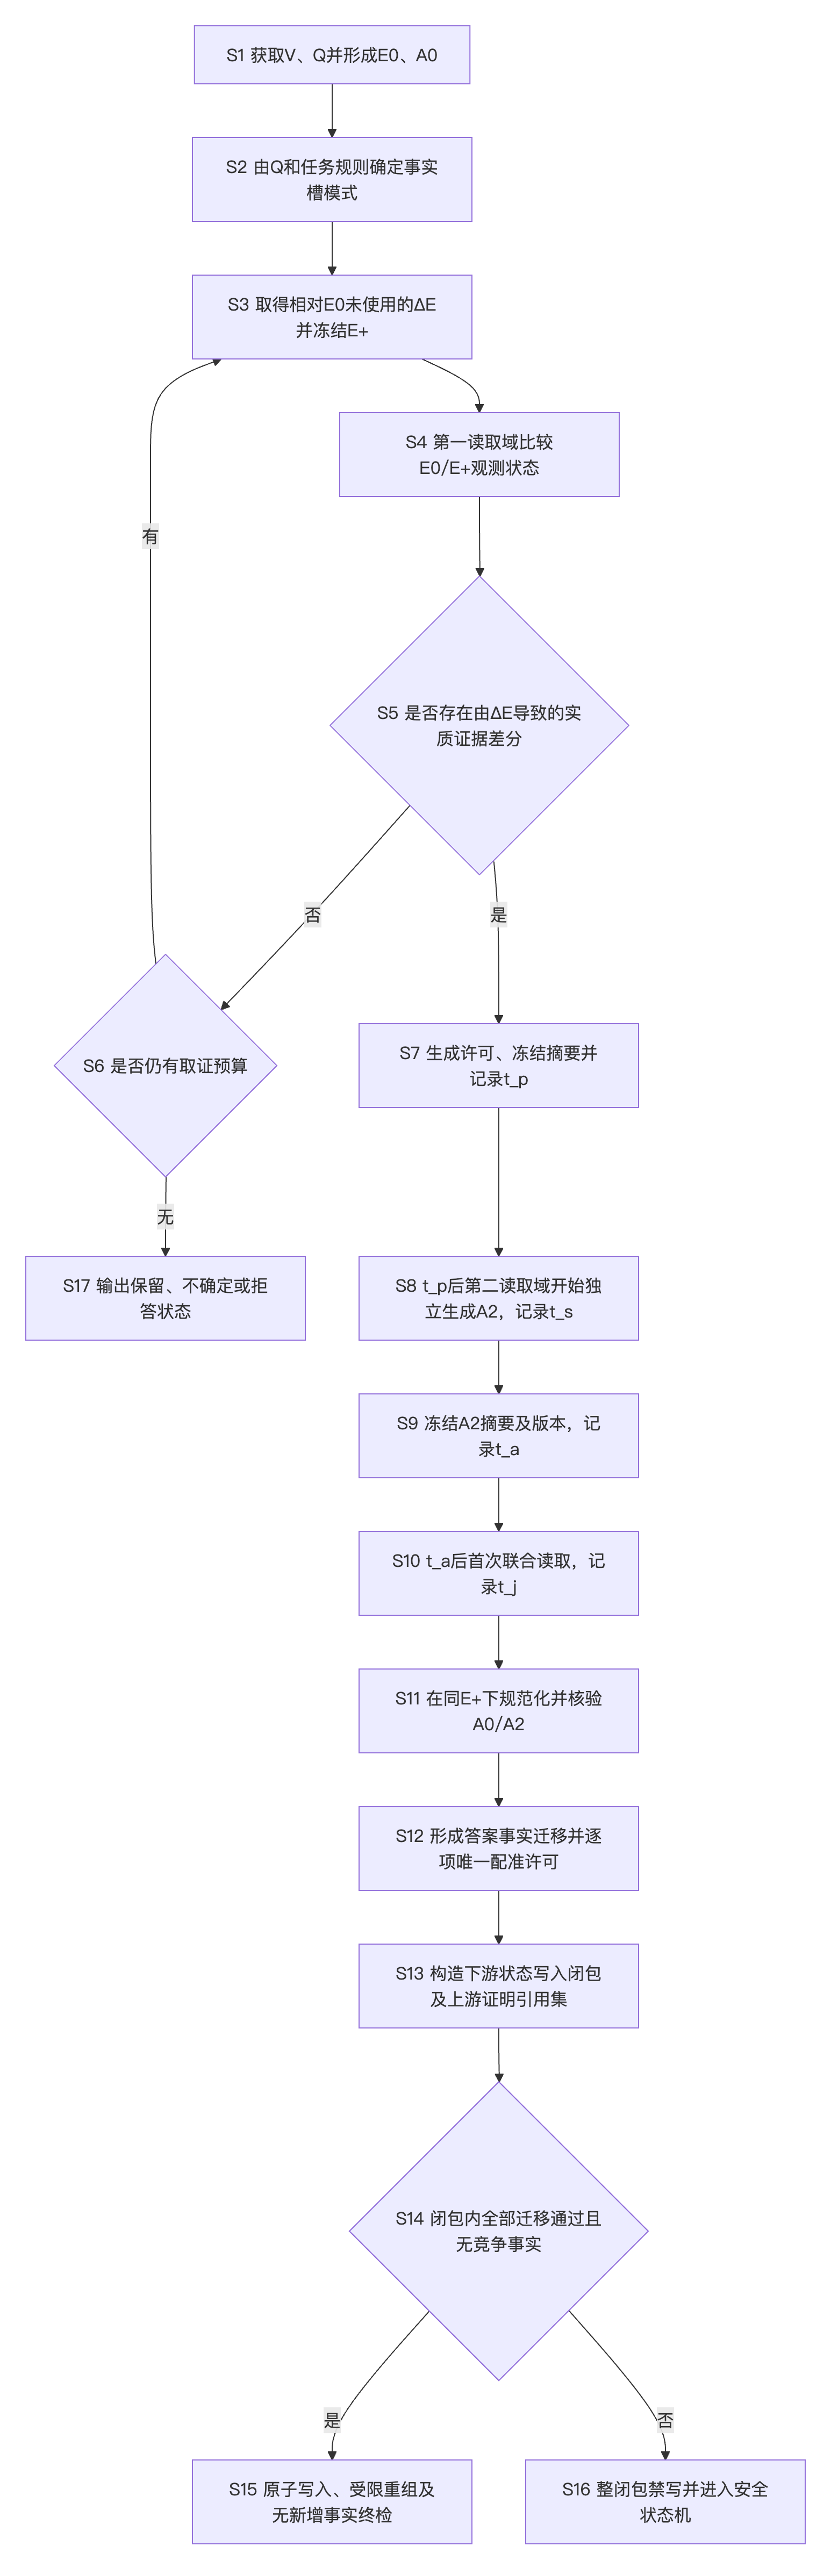 S1 获取V、Q并形成E0、A0
S2 由Q和任务规则确定事实
槽模式
S3 取得相对E0未使用的ΔE
并冻结E+
S4 第一读取域比较
E0/E+观测状态
有
S5 是否存在由ΔE导致的实
质证据差分
否
是
S6 是否仍有取证预算
S7 生成许可、冻结摘要并
记录t_p
无
S17 输出保留、不确定或拒
答状态
S8 t_p后第二读取域开始独
立生成A2，记录t_s
S9 冻结A2摘要及版本，记
录t_a
S10 t_a后首次联合读取，记
录t_j
S11 在同E+下规范化并核验
A0/A2
S12 形成答案事实迁移并逐
项唯一配准许可
S13 构造下游状态写入闭包
及上游证明引用集
S14 闭包内全部迁移通过且
无竞争事实
是
否
S15 原子写入、受限重组及
无新增事实终检
S16 整闭包禁写并进入安全
状态机